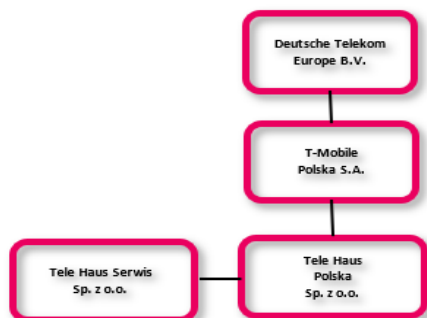 Deutsche Telekom
Europe B.V.
T-Mobile
Polska S.A.
Tele Haus Serwis
Sp. z o.o.
Tele Haus
Polska
Sp. z o.o.